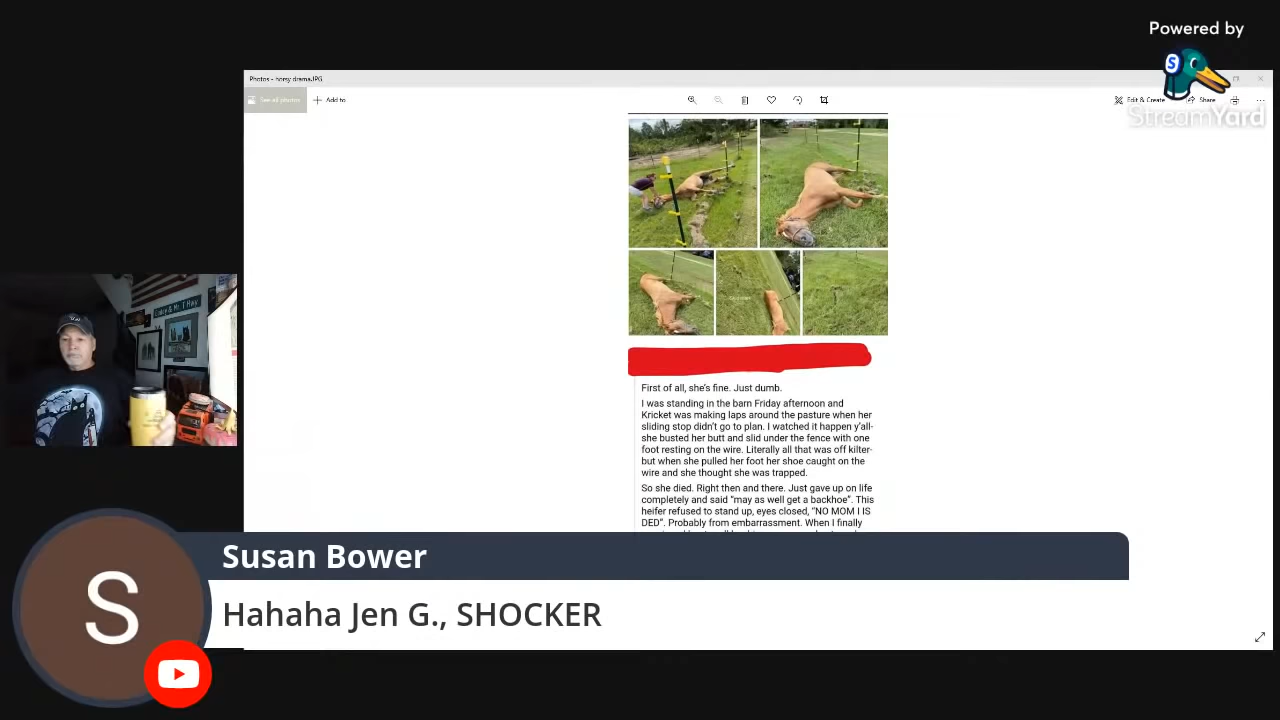 Powered by
StreamYard
Photos - horsy drama.JPG
See all photos
Add to
Edit & Create
Share
First of all, she's fine. Just dumb.
I was standing in the barn Friday afternoon and
Kricket was making laps around the pasture when her
sliding stop didn't go to plan. I watched it happen y'all-
she busted her butt and slid under the fence with one
foot resting on the wire. Literally all that was off kilter-
but when she pulled her foot her shoe caught on the
wire and she thought she was trapped.
So she died. Right then and there. Just gave up on life
completely and said "may as well get a backhoe". This
heifer refused to stand up, eyes closed, "NO MOM I IS
DED". Probably from embarrassment. When I finally
S
Susan Bower
Hahaha Jen G., SHOCKER